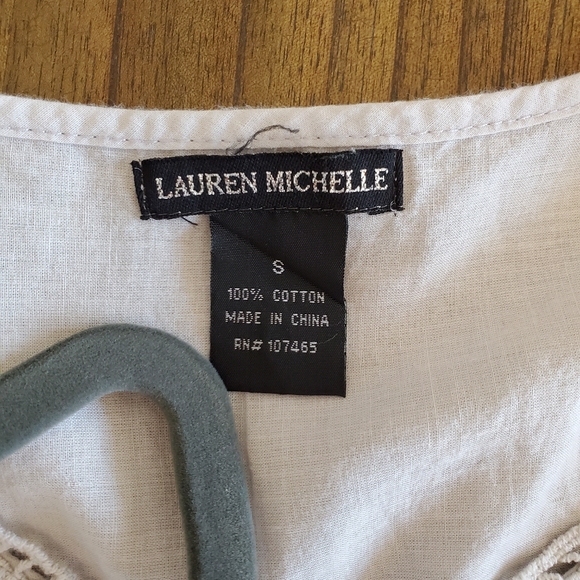 LAUREN MICHELLE
S
100% COTTON
MADE IN CHINA
RN# 107465